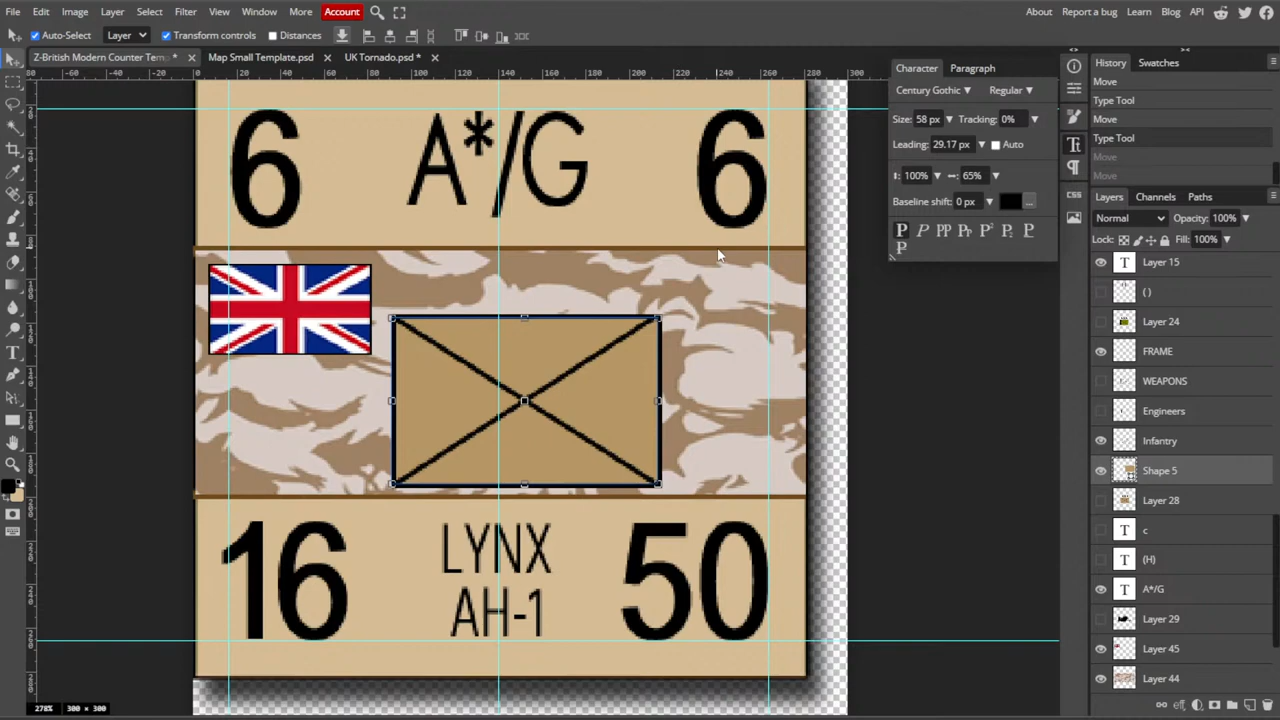 File Edit Image Layer Select Filter View Window More Account About Report a bug Learn Blog API
Auto-Select Layer Transform controls Distances
Map Small Template.psd UK Tornado.psd *
Character Paragraph
Century Gothic Regular
Size: 58 px Tracking: 0%
Leading: 29.17 px Auto
100% 65%
Baseline shift: 0 px
History Swatches
Move
Type Tool
Move
Type Tool
Move
Move
Layers Channels Paths
Normal Opacity: 100%
Lock: Fill: 100%
Layer 15
( )
Layer 24
FRAME
WEAPONS
Engineers
Infantry
Shape 5
Layer 28
c
(H)
A*/G
Layer 29
Layer 45
Layer 44
6 A*/G 6
16 LYNX 50
AH-1
278% 300 × 300